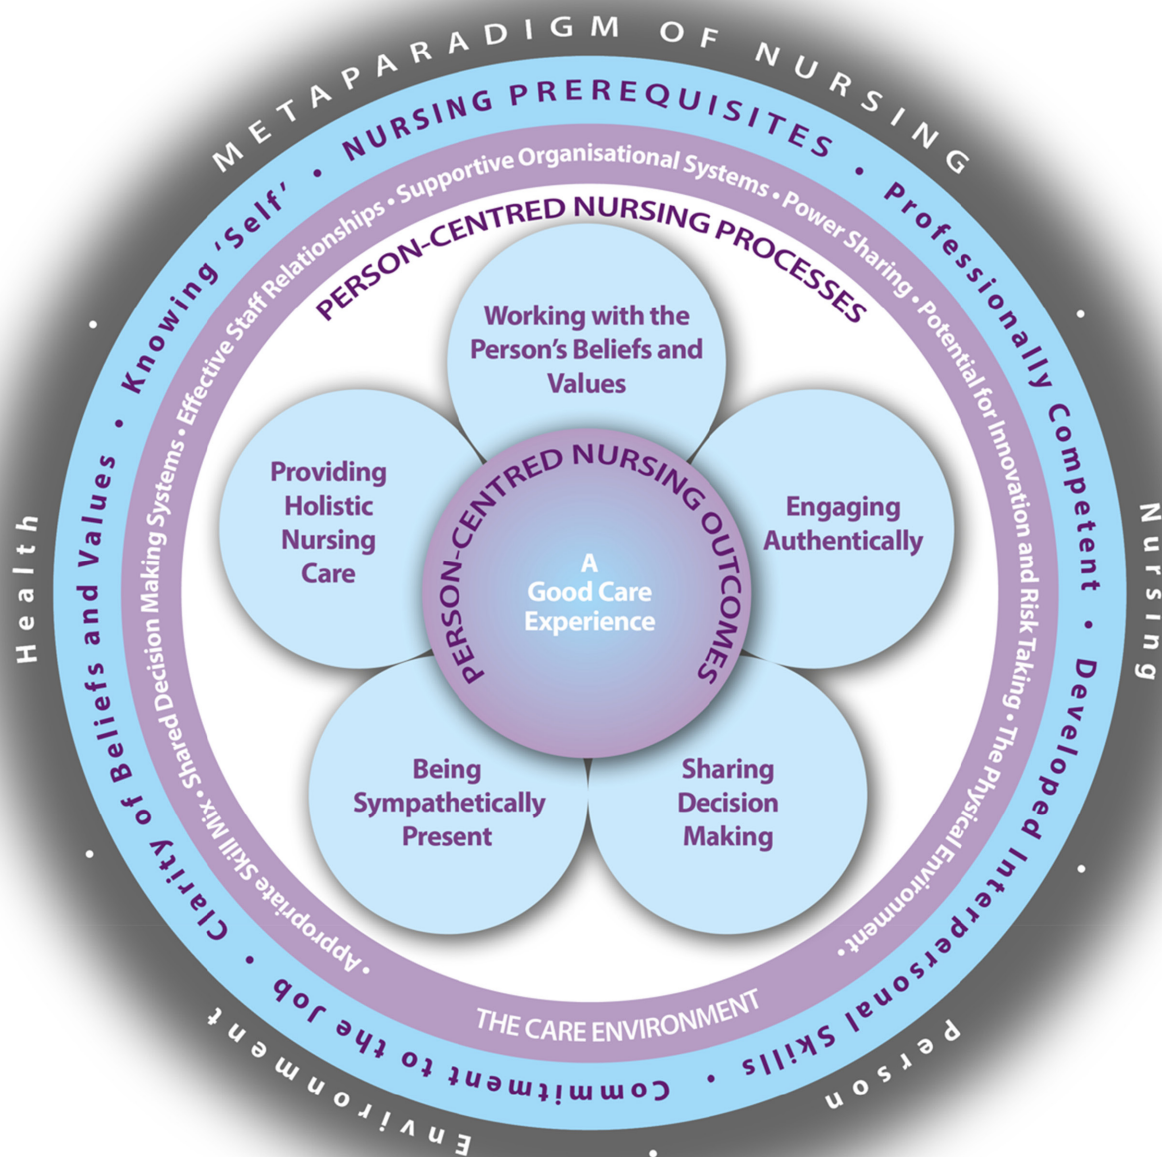 METAPARADIGM OF NURSING
Nursing
Person
Environment
Health
NURSING PREREQUISITES
• Professionally Competent • Developed Interpersonal Skills • Commitment to the Job • Clarity of Beliefs and Values • Knowing ‘Self’ •
• Appropriate Skill Mix • Shared Decision Making Systems • Effective Staff Relationships • Supportive Organisational Systems • Power Sharing • Potential for Innovation and Risk Taking • The Physical Environment •
THE CARE ENVIRONMENT
PERSON-CENTRED NURSING PROCESSES
Working with the
Person’s Beliefs and
Values
Engaging
Authentically
Sharing
Decision
Making
Being
Sympathetically
Present
Providing
Holistic
Nursing
Care
PERSON-CENTRED NURSING OUTCOMES
A
Good Care
Experience